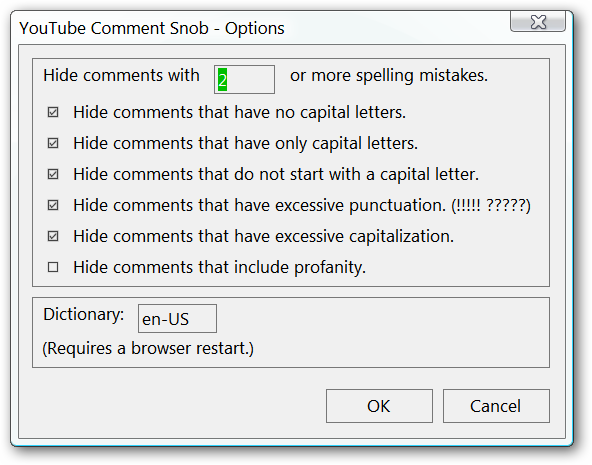 YouTube Comment Snob - Options
Hide comments with 2 or more spelling mistakes.
Hide comments that have no capital letters.
Hide comments that have only capital letters.
Hide comments that do not start with a capital letter.
Hide comments that have excessive punctuation. (!!!!! ?????)
Hide comments that have excessive capitalization.
Hide comments that include profanity.
Dictionary: en-US
(Requires a browser restart.)
OK Cancel